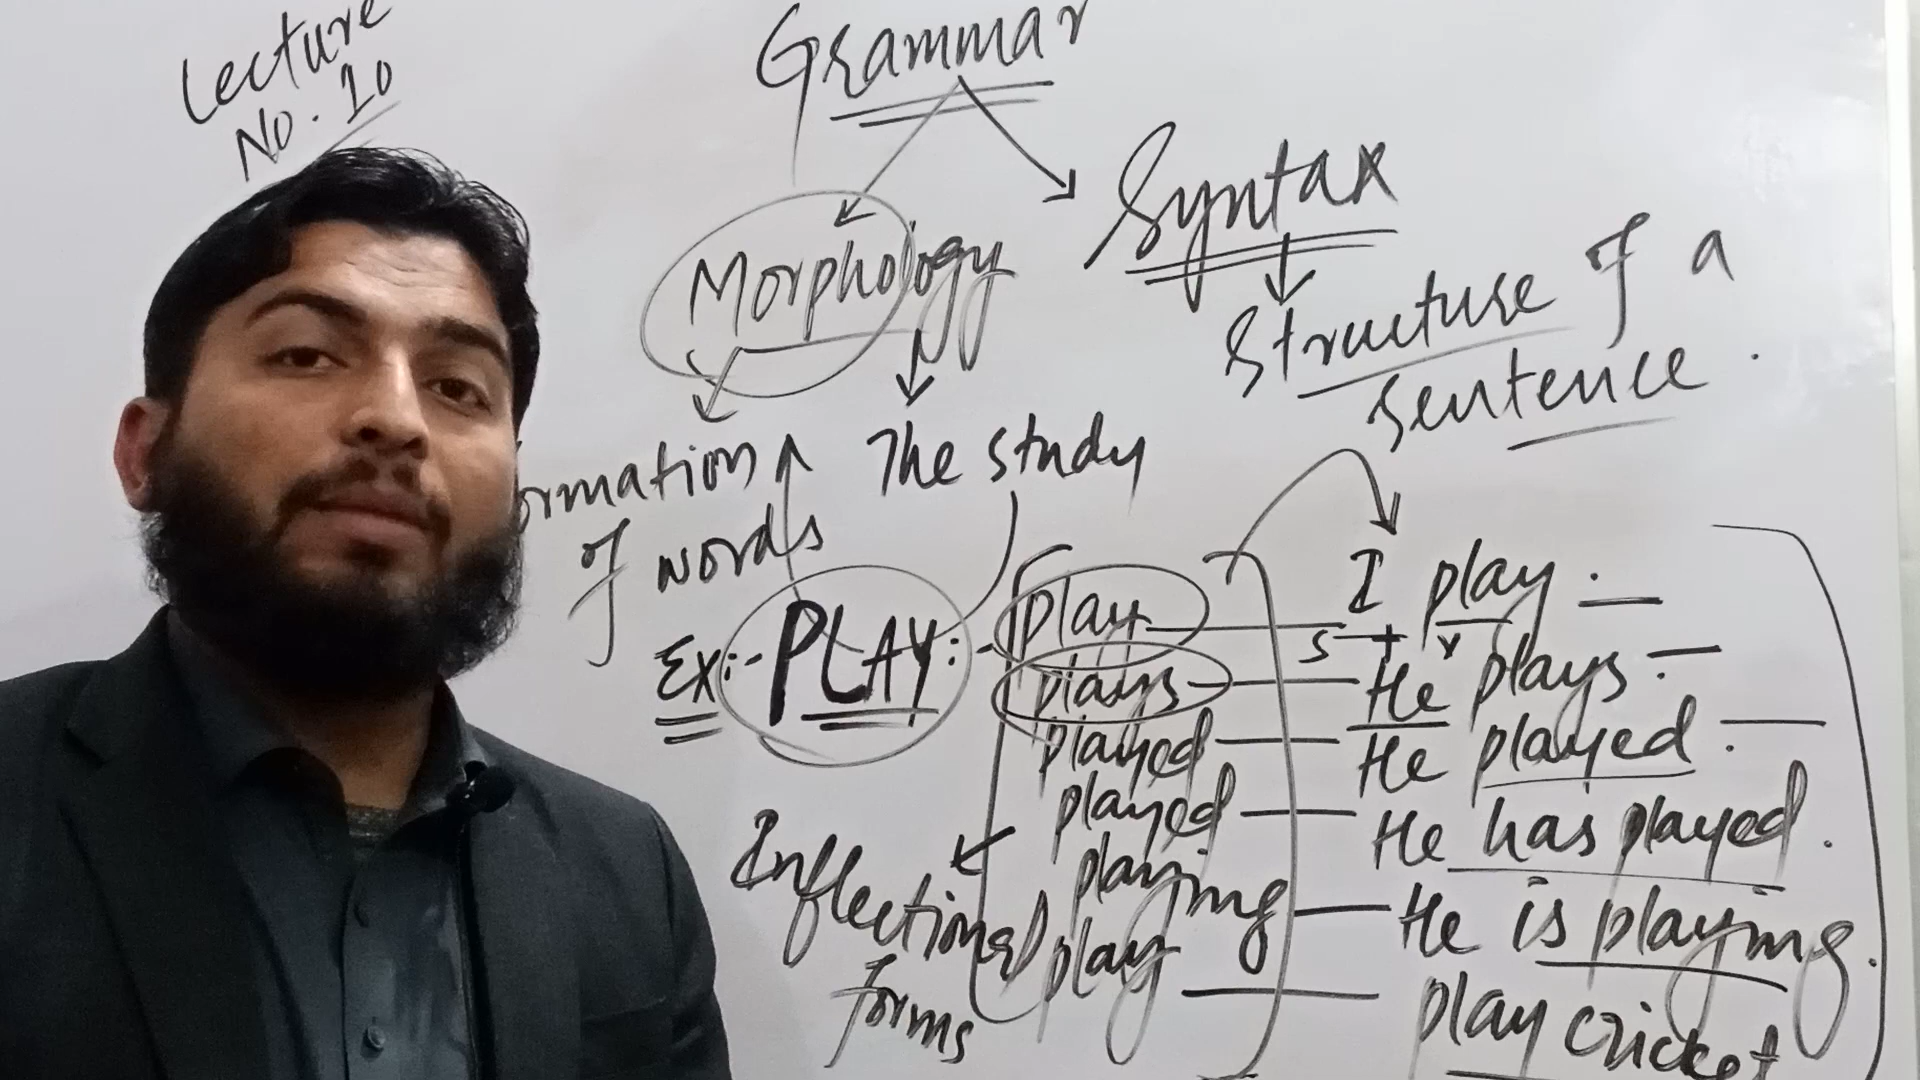 Lecture
No. 10
Grammar
Morphology
Syntax
Structure of a
sentence.
ormation
of words
The study
Ex:- PLAY:-
play
plays
played
played
playing
play
Inflectional
forms
I play.
S + V
He plays.
He played.
He has played.
He is playing.
play cricket